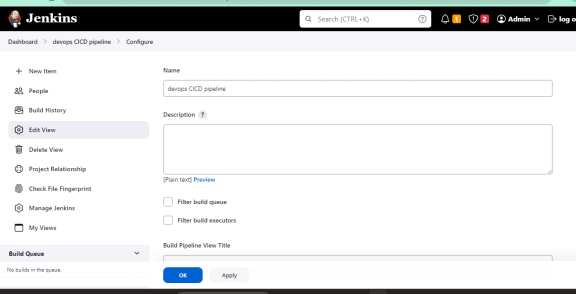 Jenkins
Search (CTRL+K)
?
1
2
Admin
log o
Dashboard > devops CICD pipeline > Configure
+ New Item
People
Build History
Edit View
Delete View
Project Relationship
Check File Fingerprint
Manage Jenkins
My Views
Build Queue
No builds in the queue.
Name
devops CICD pipeline
Description ?
[Plain text] Preview
Filter build queue
Filter build executors
Build Pipeline View Title
OK
Apply